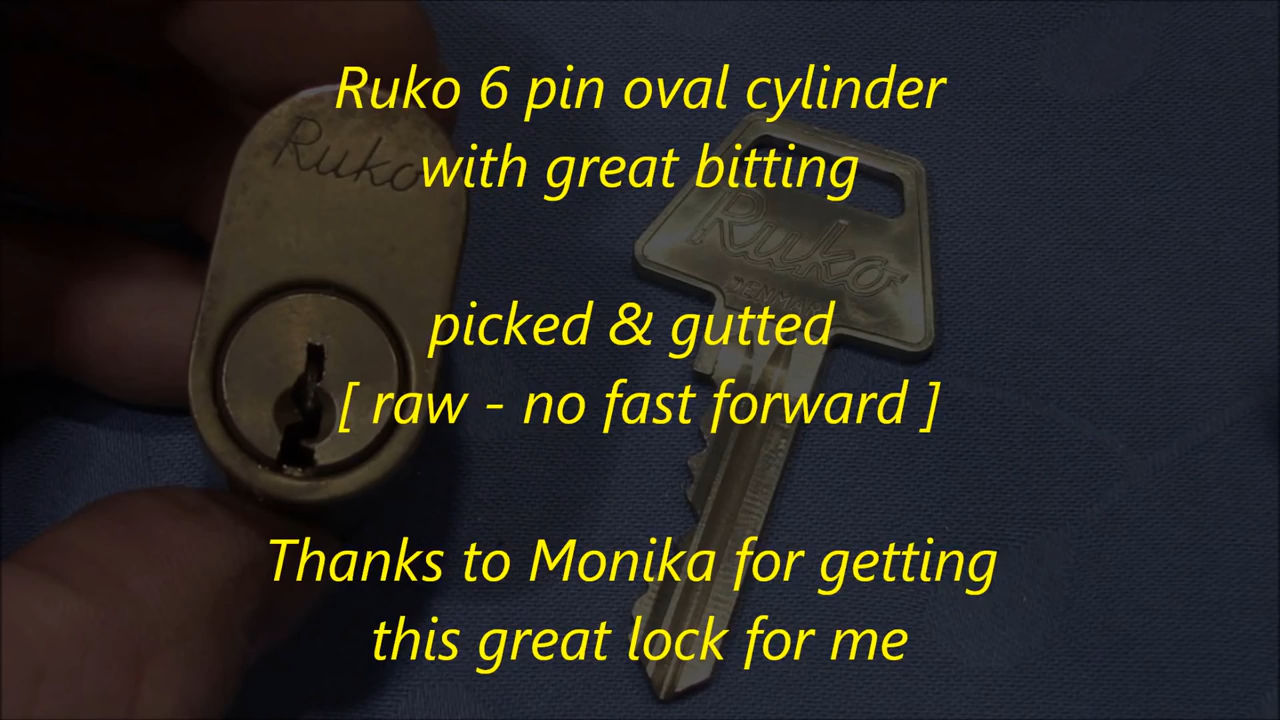 Ruko 6 pin oval cylinder
with great bitting
Ruko
Ruko
DENMARK
picked & gutted
[ raw - no fast forward ]
Thanks to Monika for getting
this great lock for me